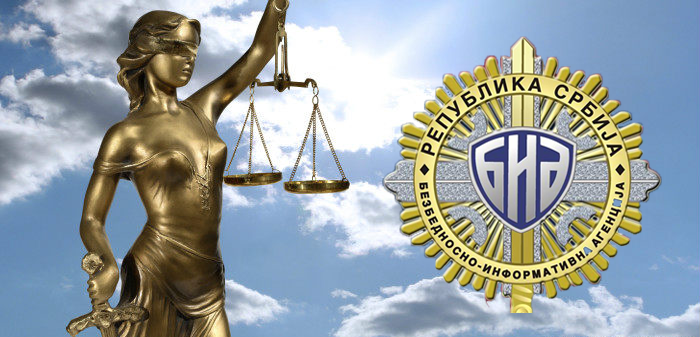 РЕПУБЛИКА СРБИЈА
БИА
БЕЗБЕДНОСНО-ИНФОРМАТИВНА АГЕНЦИЈА